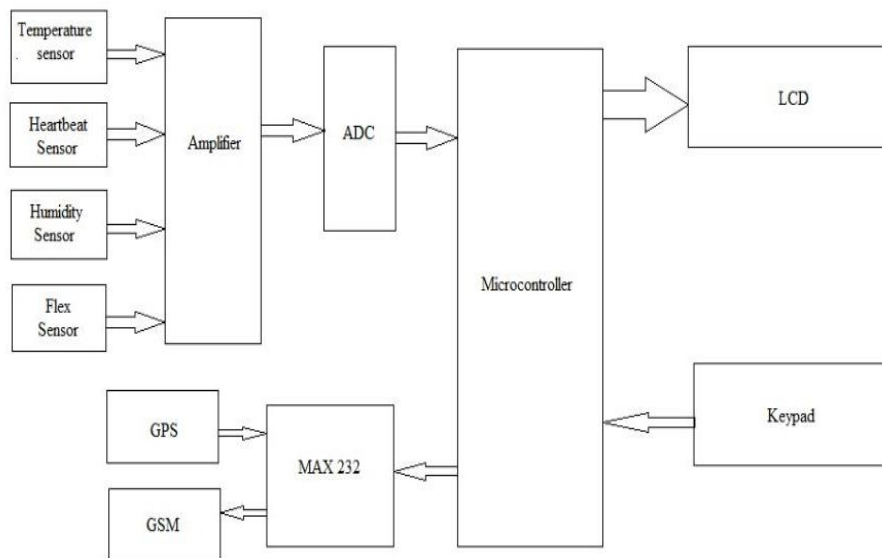 Temperature
sensor
Heartbeat
Sensor
Humidity
Sensor
Flex
Sensor
Amplifier
ADC
Microcontroller
LCD
Keypad
GPS
GSM
MAX 232